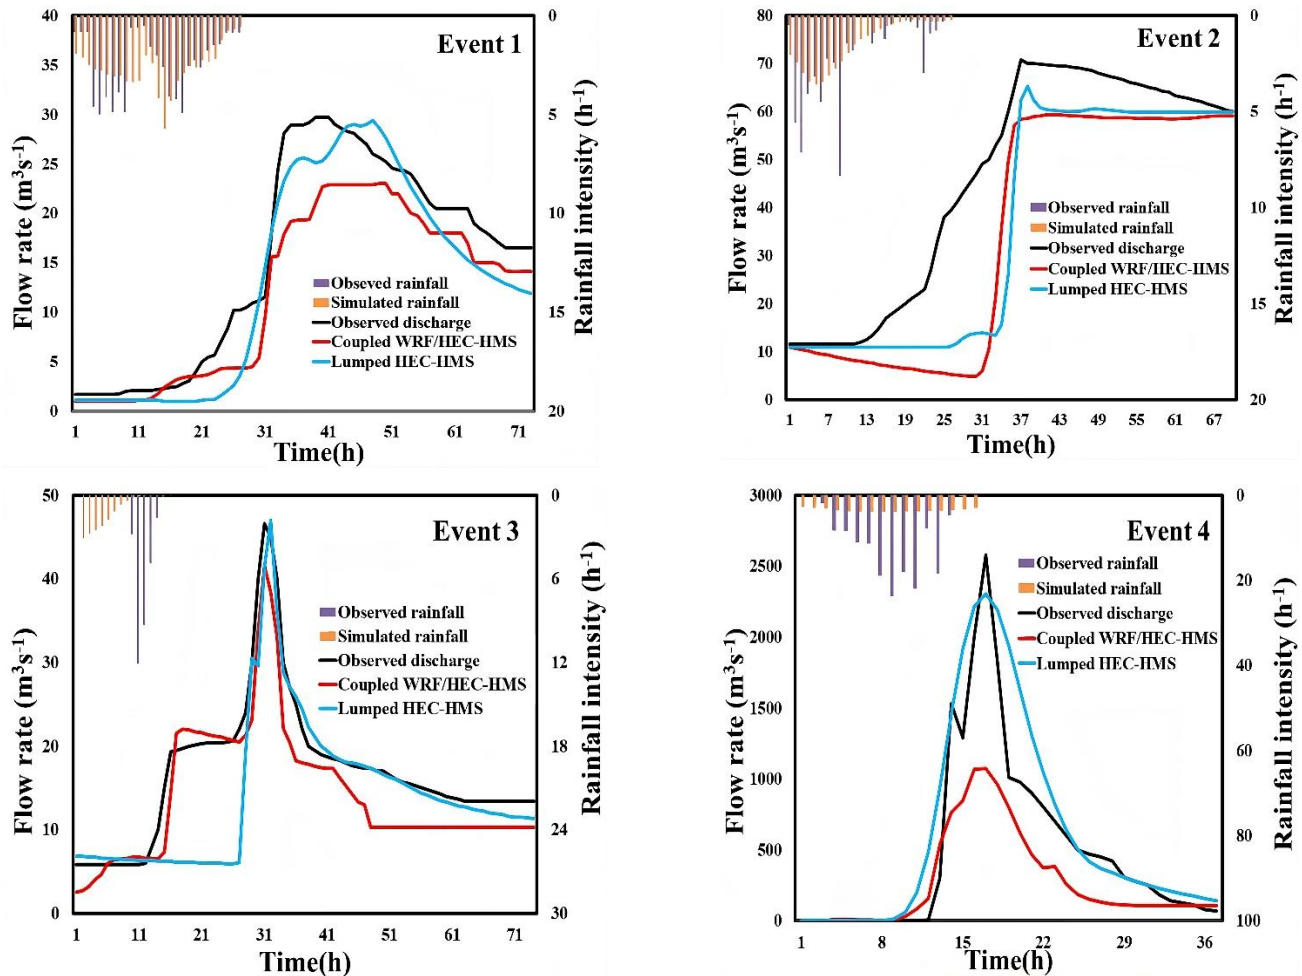 Event 1
40
35
30
25
20
15
10
5
0
0
5
10
15
20
Flow rate (m³s⁻¹)
Rainfall intensity (h⁻¹)
Obseved rainfall
Simulated rainfall
Observed discharge
Coupled WRF/HEC-HMS
Lumped HEC-HMS
1 11 21 31 41 51 61 71
Time(h)
Event 2
80
70
60
50
40
30
20
10
0
0
5
10
15
20
Flow rate (m³s⁻¹)
Rainfall intensity (h⁻¹)
Observed rainfall
Simulated rainfall
Observed discharge
Coupled WRF/HEC-HMS
Lumped HEC-HMS
1 7 13 19 25 31 37 43 49 55 61 67
Time(h)
Event 3
50
40
30
20
10
0
0
6
12
18
24
30
Flow rate (m³s⁻¹)
Rainfall intensity (h⁻¹)
Observed rainfall
Simulated rainfall
Observed discharge
Coupled WRF/HEC-HMS
Lumped HEC-HMS
1 11 21 31 41 51 61 71
Time(h)
Event 4
3000
2500
2000
1500
1000
500
0
0
20
40
60
80
100
Flow rate (m³s⁻¹)
Rainfall intensity (h⁻¹)
Observed rainfall
Simulated rainfall
Observed discharge
Coupled WRF/HEC-HMS
Lumped HEC-HMS
1 8 15 22 29 36
Time(h)